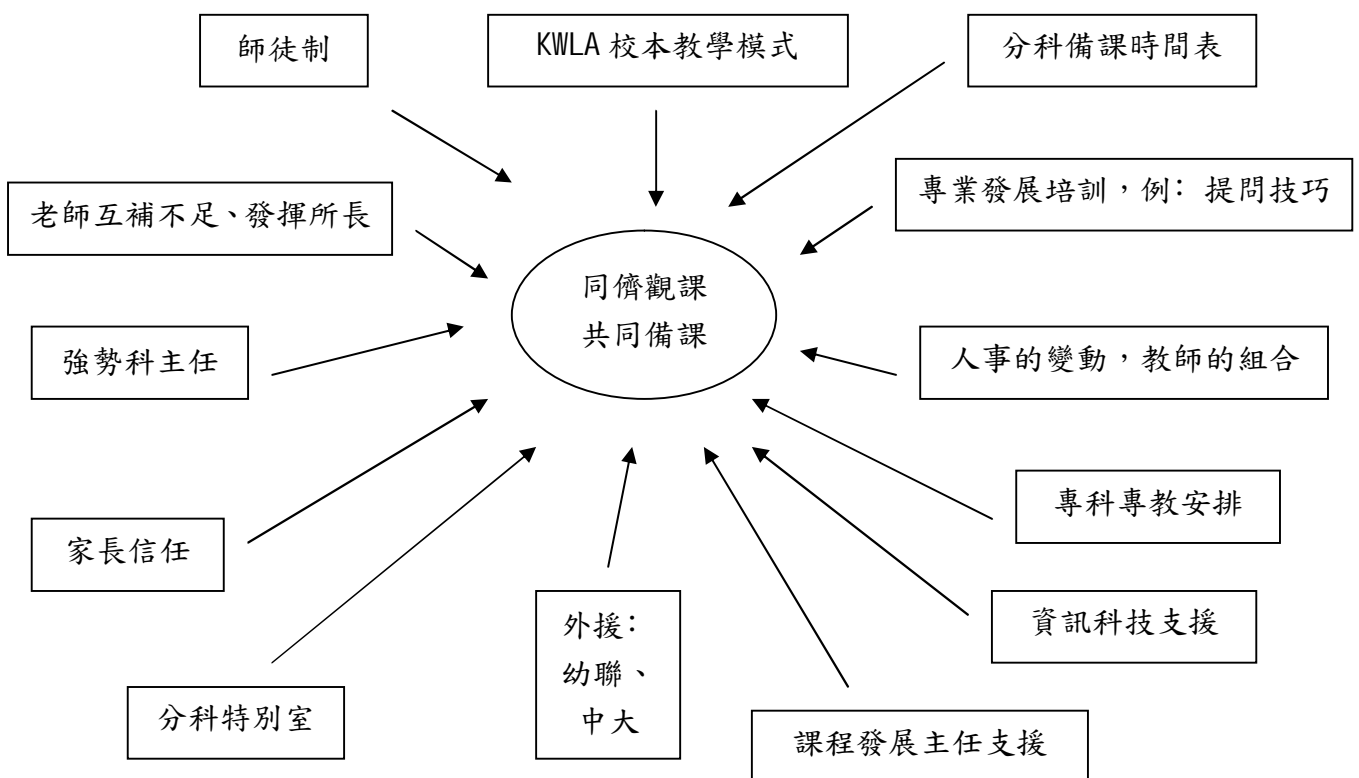 師徒制
KWLA 校本教學模式
分科備課時間表
老師互補不足、發揮所長
專業發展培訓，例：提問技巧
同儕觀課
共同備課
強勢科主任
人事的變動，教師的組合
家長信任
專科專教安排
外援：
幼聯、
中大
資訊科技支援
分科特別室
課程發展主任支援